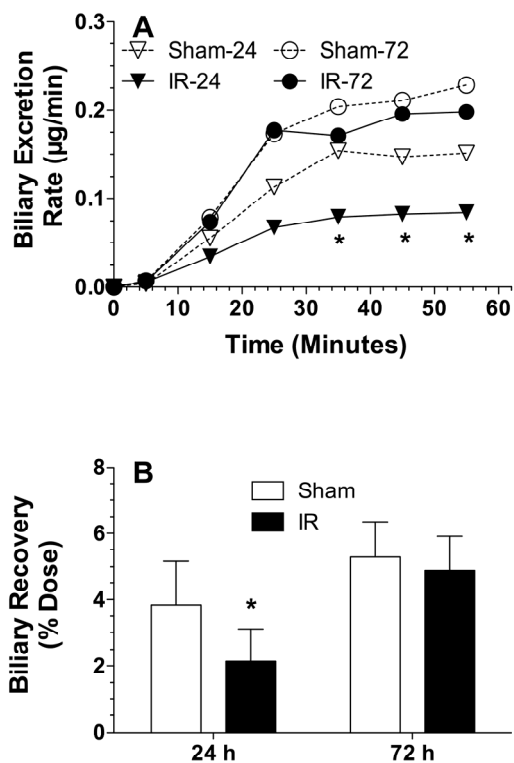 A
Sham-24
Sham-72
IR-24
IR-72
Biliary Excretion
Rate (µg/min)
0.3
0.2
0.1
0.0
*
*
*
0
10
20
30
40
50
60
Time (Minutes)
B
Sham
IR
Biliary Recovery
(% Dose)
8
6
4
2
0
*
24 h
72 h